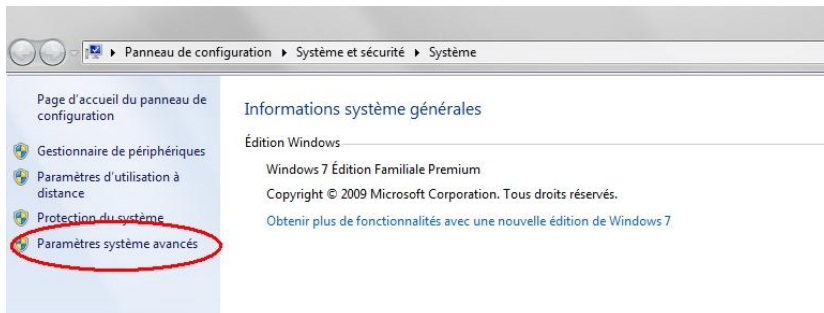 Panneau de configuration ▸ Système et sécurité ▸ Système
Page d'accueil du panneau de
configuration
Gestionnaire de périphériques
Paramètres d'utilisation à
distance
Protection du système
Paramètres système avancés
Informations système générales
Édition Windows
Windows 7 Édition Familiale Premium
Copyright © 2009 Microsoft Corporation. Tous droits réservés.
Obtenir plus de fonctionnalités avec une nouvelle édition de Windows 7